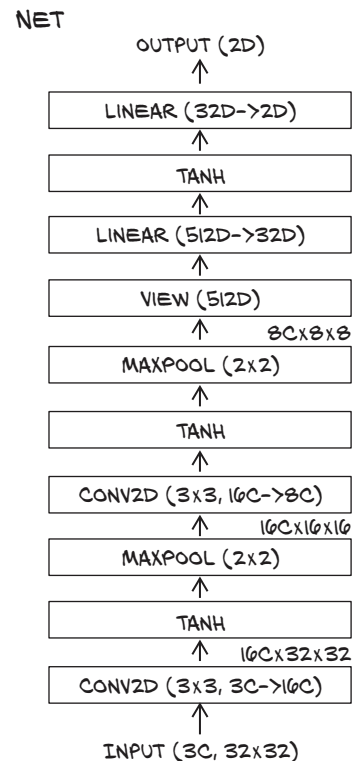 NET
OUTPUT (2D)
LINEAR (32D->2D)
TANH
LINEAR (512D->32D)
VIEW (512D)
8CX8X8
MAXPOOL (2X2)
TANH
CONV2D (3X3, 16C->8C)
16CX16X16
MAXPOOL (2X2)
TANH
16CX32X32
CONV2D (3X3, 3C->16C)
INPUT (3C, 32X32)